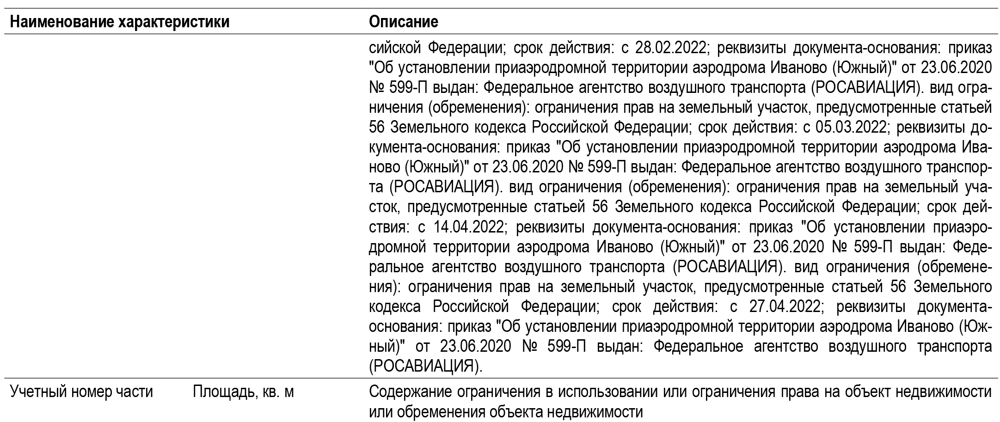 Наименование характеристики Описание
сийской Федерации; срок действия: с 28.02.2022; реквизиты документа-основания: приказ
"Об установлении приаэродромной территории аэродрома Иваново (Южный)" от 23.06.2020
№ 599-П выдан: Федеральное агентство воздушного транспорта (РОСАВИАЦИЯ). вид огра-
ничения (обременения): ограничения прав на земельный участок, предусмотренные статьей
56 Земельного кодекса Российской Федерации; срок действия: с 05.03.2022; реквизиты до-
кумента-основания: приказ "Об установлении приаэродромной территории аэродрома Ива-
ново (Южный)" от 23.06.2020 № 599-П выдан: Федеральное агентство воздушного транспор-
та (РОСАВИАЦИЯ). вид ограничения (обременения): ограничения прав на земельный уча-
сток, предусмотренные статьей 56 Земельного кодекса Российской Федерации; срок дей-
ствия: с 14.04.2022; реквизиты документа-основания: приказ "Об установлении приаэро-
дромной территории аэродрома Иваново (Южный)" от 23.06.2020 № 599-П выдан: Феде-
ральное агентство воздушного транспорта (РОСАВИАЦИЯ). вид ограничения (обремене-
ния): ограничения прав на земельный участок, предусмотренные статьей 56 Земельного
кодекса Российской Федерации; срок действия: с 27.04.2022; реквизиты документа-
основания: приказ "Об установлении приаэродромной территории аэродрома Иваново (Юж-
ный)" от 23.06.2020 № 599-П выдан: Федеральное агентство воздушного транспорта
(РОСАВИАЦИЯ).
Учетный номер части Площадь, кв. м Содержание ограничения в использовании или ограничения права на объект недвижимости
или обременения объекта недвижимости